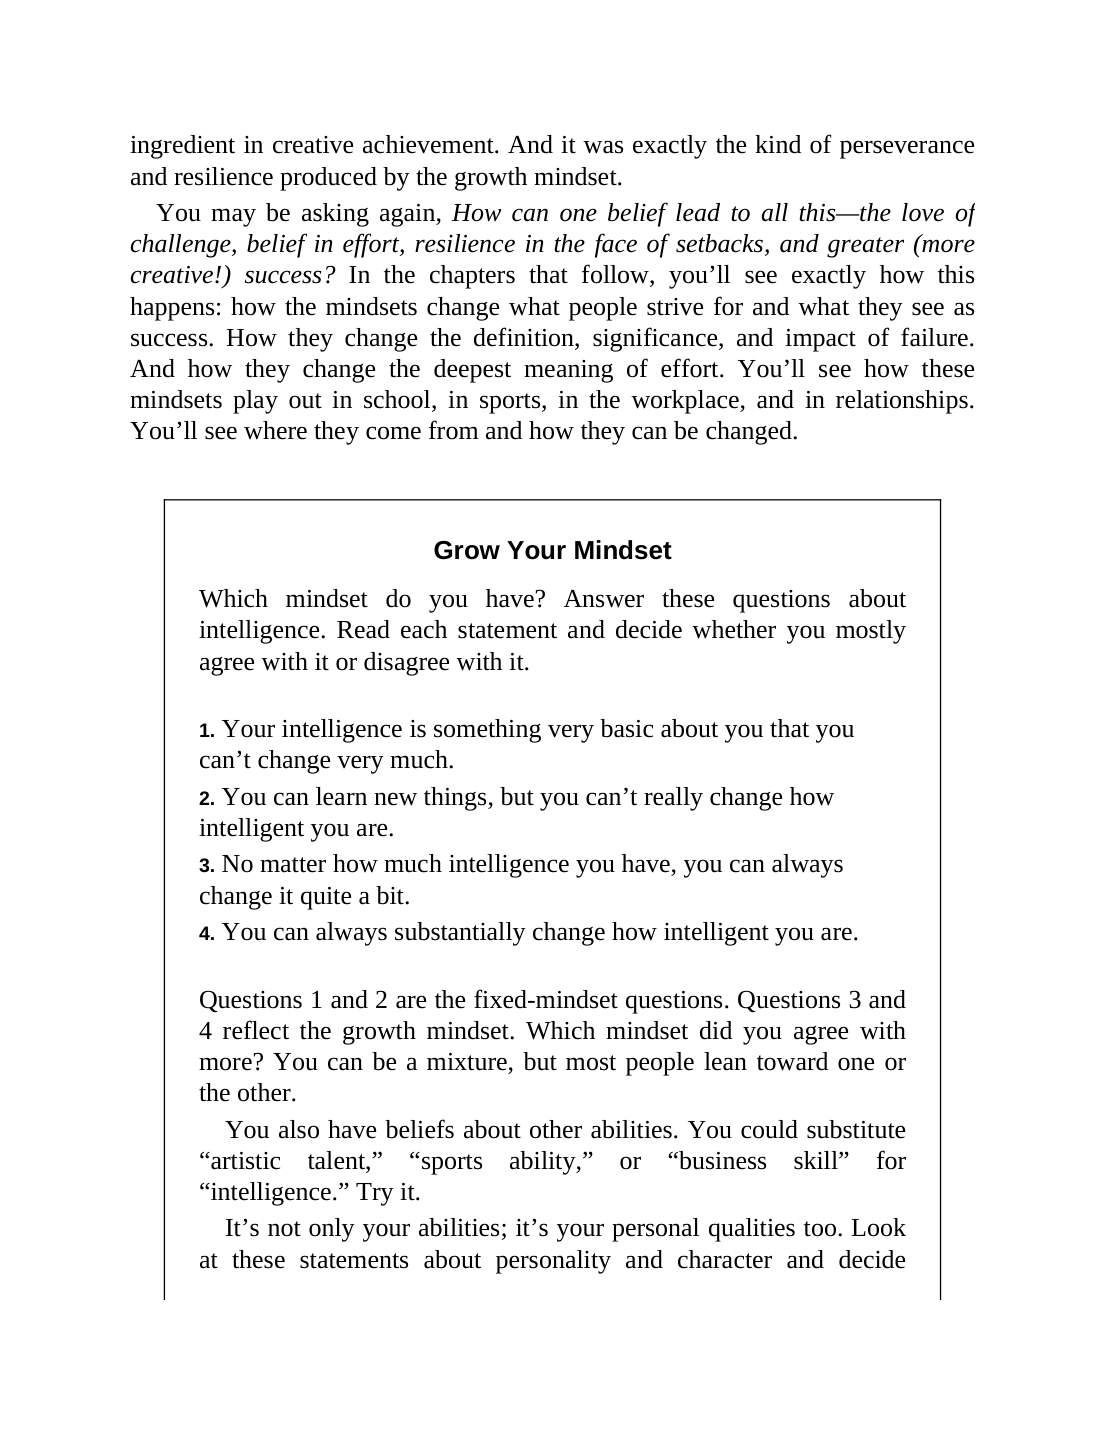 ingredient in creative achievement. And it was exactly the kind of perseverance
and resilience produced by the growth mindset.
You may be asking again, How can one belief lead to all this—the love of
challenge, belief in effort, resilience in the face of setbacks, and greater (more
creative!) success? In the chapters that follow, you’ll see exactly how this
happens: how the mindsets change what people strive for and what they see as
success. How they change the definition, significance, and impact of failure.
And how they change the deepest meaning of effort. You’ll see how these
mindsets play out in school, in sports, in the workplace, and in relationships.
You’ll see where they come from and how they can be changed.
Grow Your Mindset
Which mindset do you have? Answer these questions about
intelligence. Read each statement and decide whether you mostly
agree with it or disagree with it.
1. Your intelligence is something very basic about you that you
can’t change very much.
2. You can learn new things, but you can’t really change how
intelligent you are.
3. No matter how much intelligence you have, you can always
change it quite a bit.
4. You can always substantially change how intelligent you are.
Questions 1 and 2 are the fixed-mindset questions. Questions 3 and
4 reflect the growth mindset. Which mindset did you agree with
more? You can be a mixture, but most people lean toward one or
the other.
You also have beliefs about other abilities. You could substitute
“artistic talent,” “sports ability,” or “business skill” for
“intelligence.” Try it.
It’s not only your abilities; it’s your personal qualities too. Look
at these statements about personality and character and decide